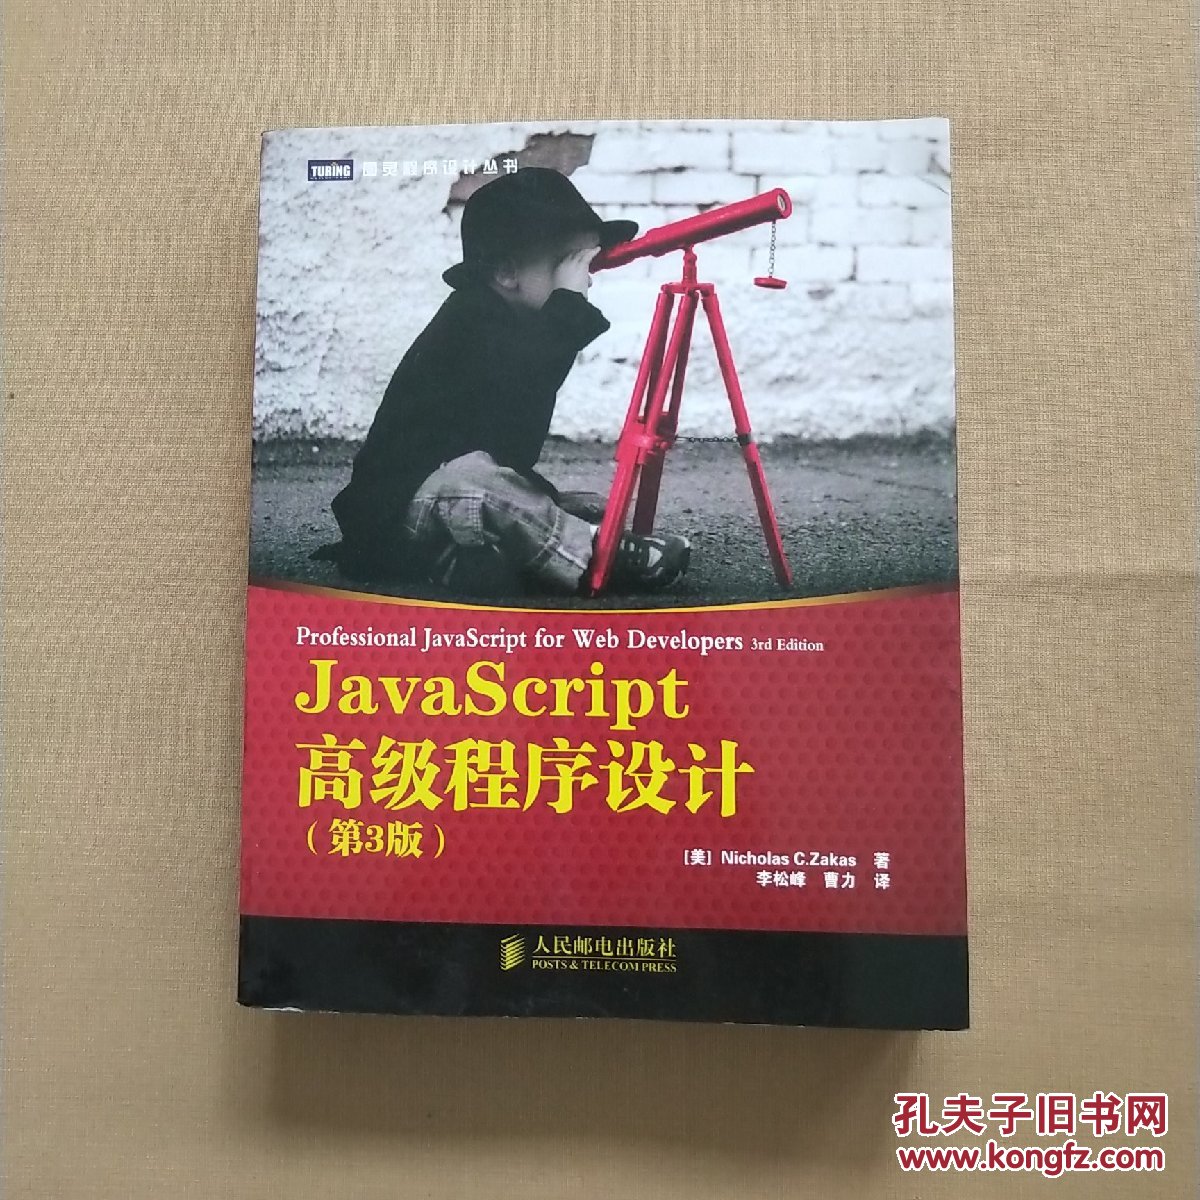 TURING 图灵程序设计丛书
Professional JavaScript for Web Developers 3rd Edition
JavaScript
高级程序设计
（第3版）
[美] Nicholas C.Zakas 著
李松峰 曹力 译
人民邮电出版社
POSTS & TELECOM PRESS
孔夫子旧书网
www.kongfz.com